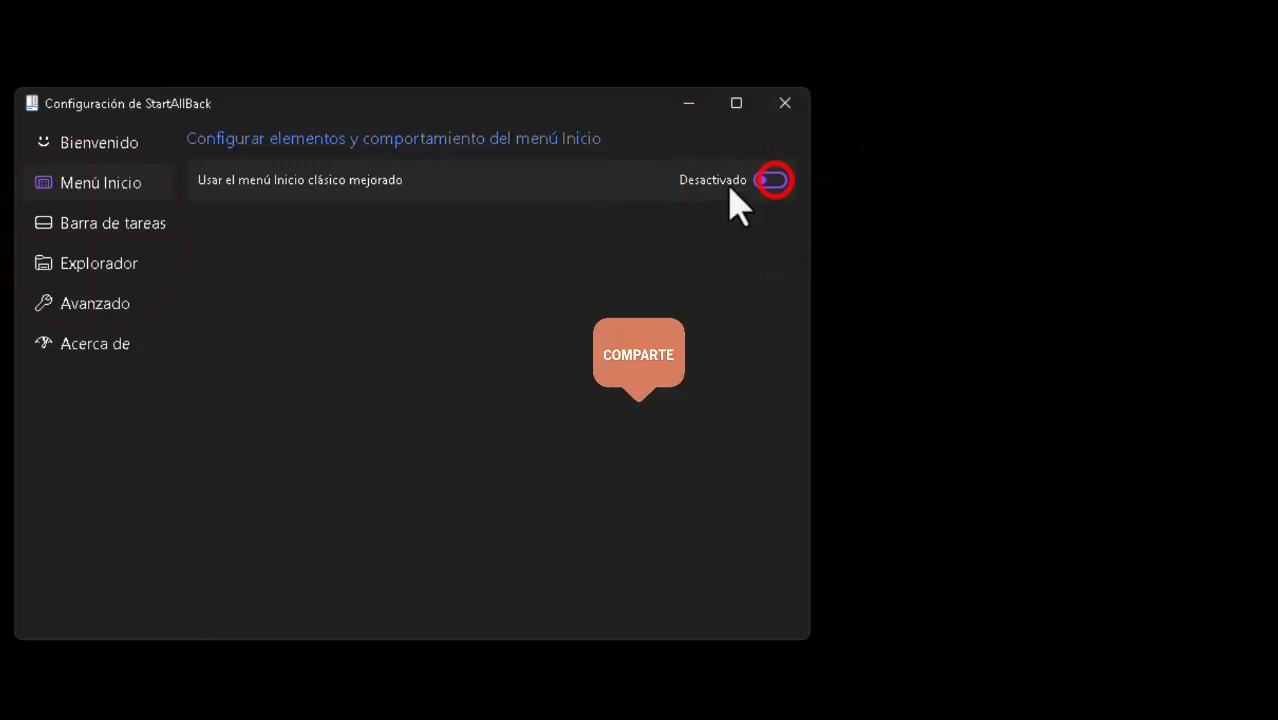 Configuración de StartAllBack
Bienvenido
Menú Inicio
Barra de tareas
Explorador
Avanzado
Acerca de
Configurar elementos y comportamiento del menú Inicio
Usar el menú Inicio clásico mejorado
Desactivado
COMPARTE